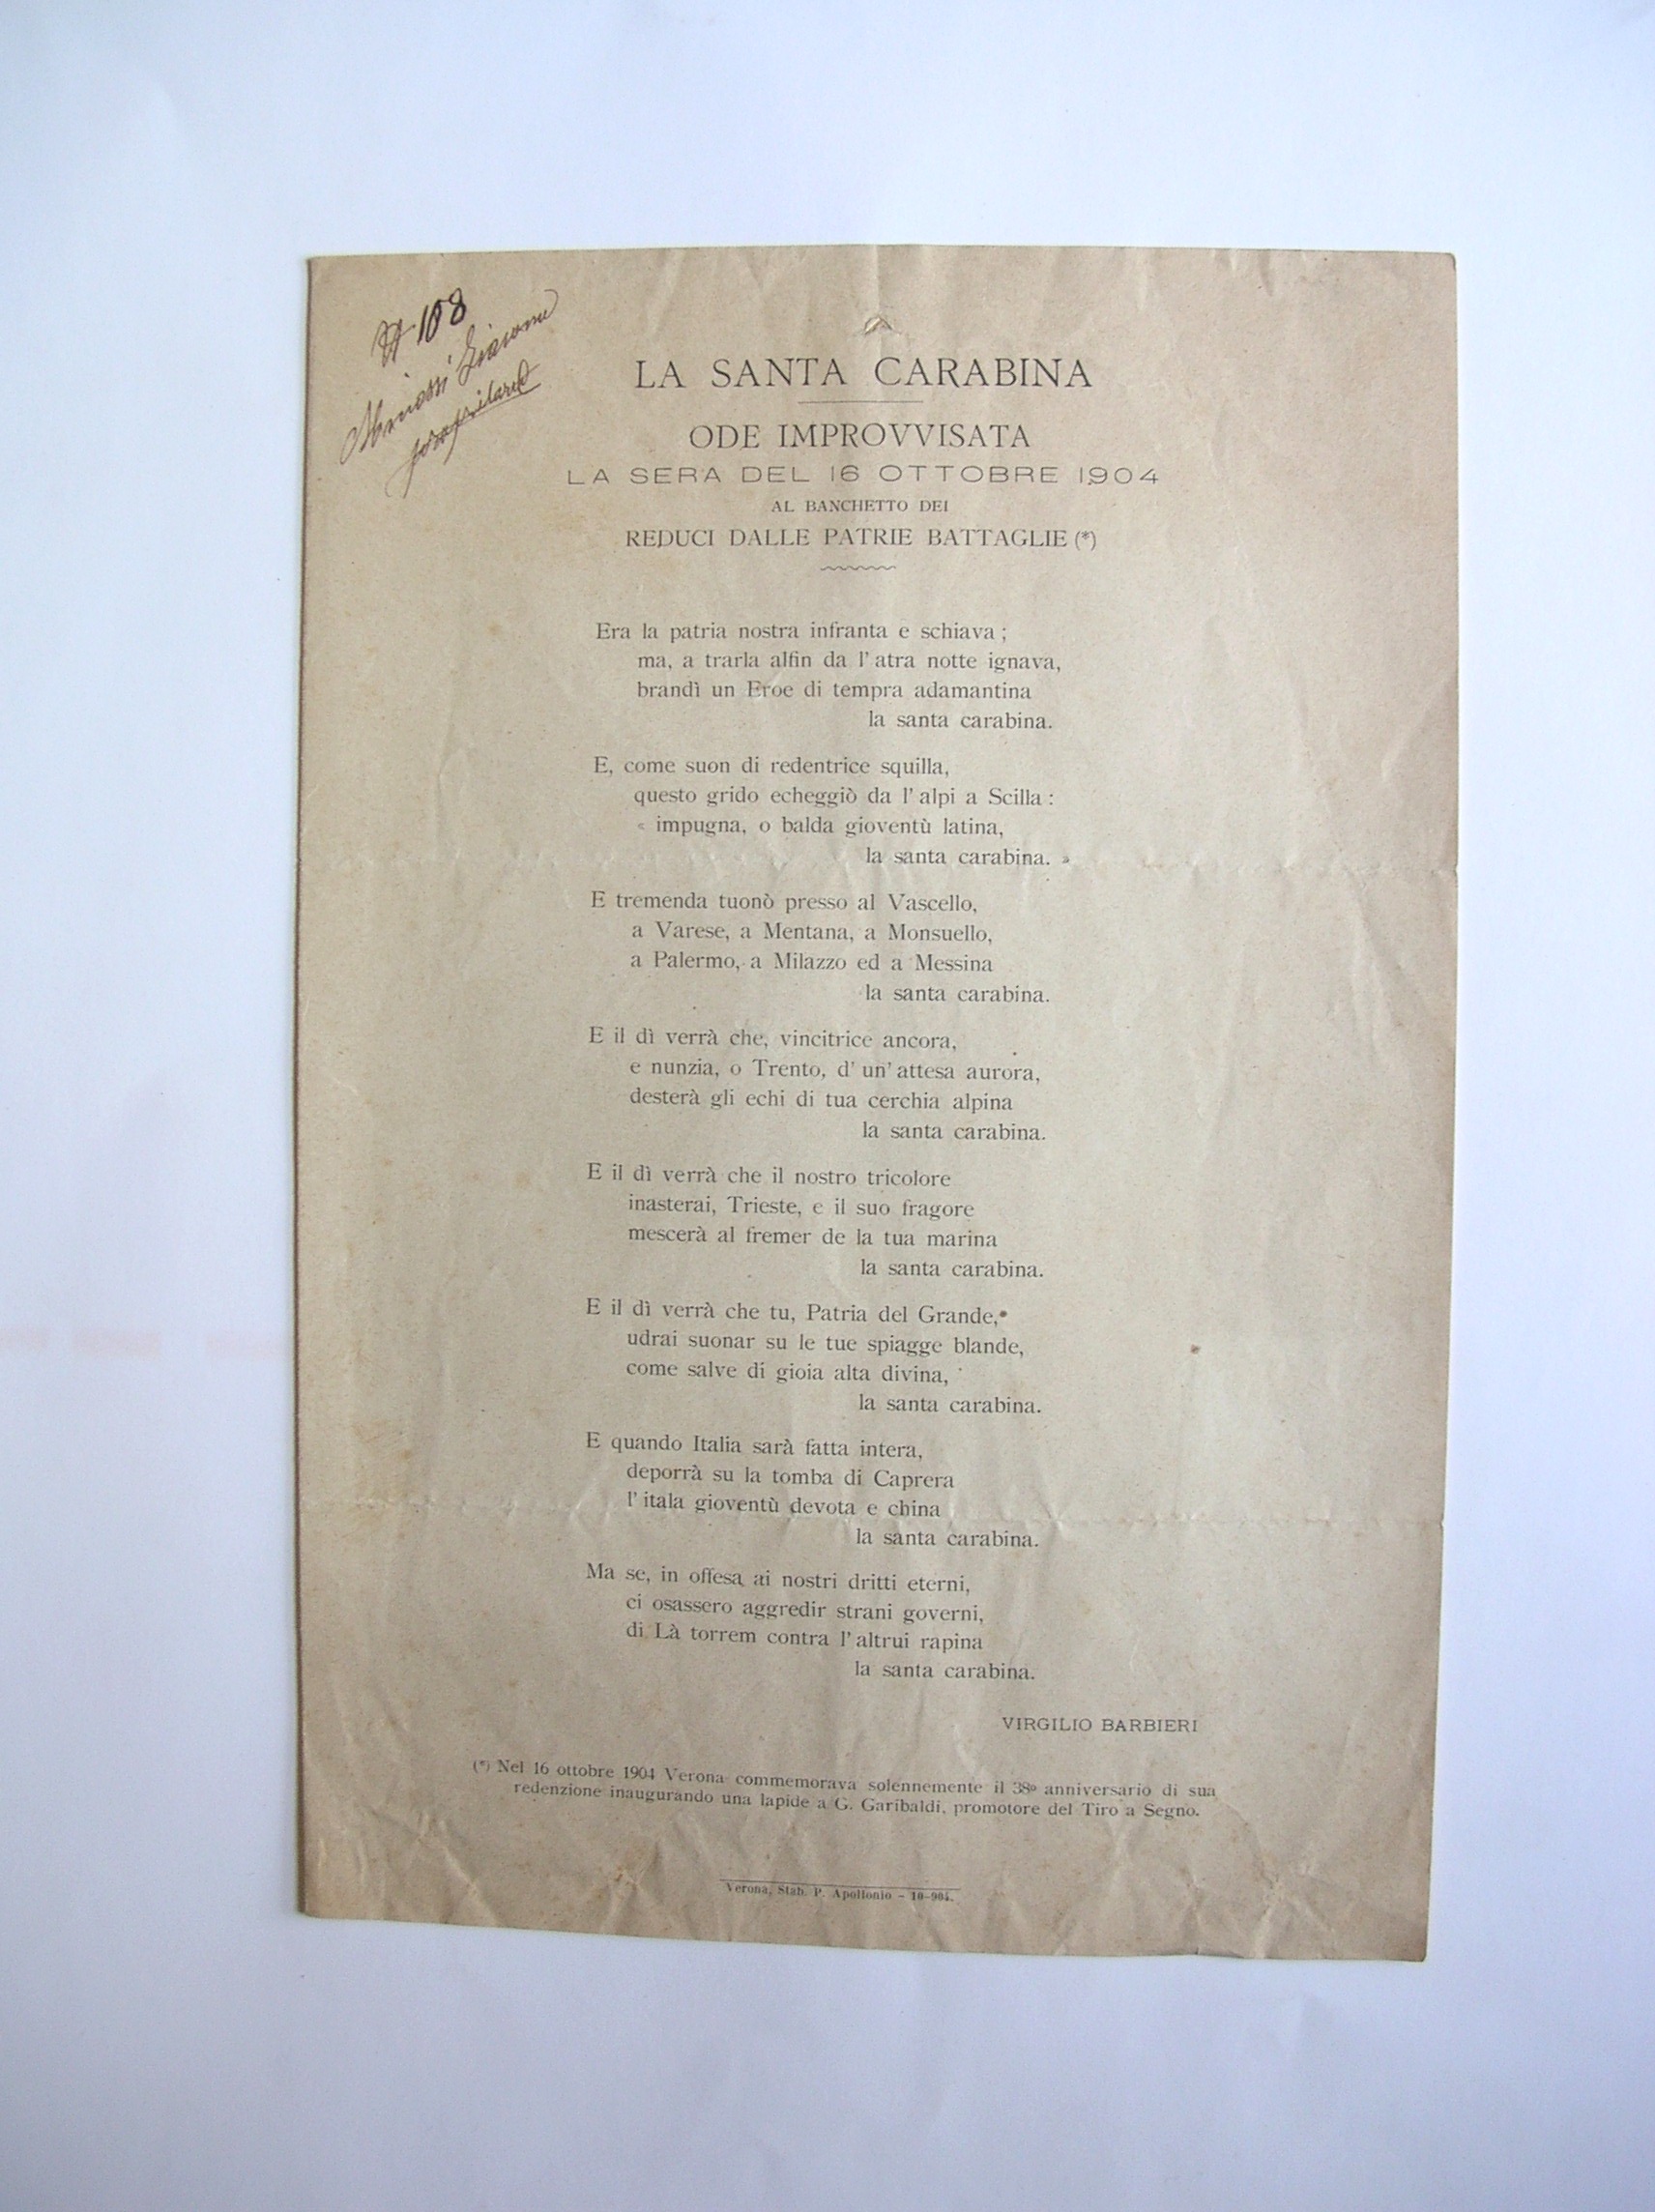 108
LA SANTA CARABINA
ODE IMPROVVISATA
LA SERA DEL 16 OTTOBRE 1904
AL BANCHETTO DEI
REDUCI DALLE PATRIE BATTAGLIE (*)
Era la patria nostra infranta e schiava ;
ma, a trarla alfin da l' atra notte ignava,
brandì un Eroe di tempra adamantina
la santa carabina.
E, come suon di redentrice squilla,
questo grido echeggiò da l' alpi a Scilla :
« impugna, o balda gioventù latina,
la santa carabina. »
E tremenda tuonò presso al Vascello,
a Varese, a Mentana, a Monsuello,
a Palermo, a Milazzo ed a Messina
la santa carabina.
E il dì verrà che, vincitrice ancora,
e nunzia, o Trento, d' un' attesa aurora,
desterà gli echi di tua cerchia alpina
la santa carabina.
E il dì verrà che il nostro tricolore
inasterai, Trieste, e il suo fragore
mescerà al fremer de la tua marina
la santa carabina.
E il dì verrà che tu, Patria del Grande,
udrai suonar su le tue spiagge blande,
come salve di gioia alta divina,
la santa carabina.
E quando Italia sarà fatta intera,
deporrà su la tomba di Caprera
l' itala gioventù devota e china
la santa carabina.
Ma se, in offesa ai nostri dritti eterni,
ci osassero aggredir strani governi,
di Là torrem contra l' altrui rapina
la santa carabina.
VIRGILIO BARBIERI
(*) Nel 16 ottobre 1904 Verona commemorava solennemente il 38º anniversario di sua
redenzione inaugurando una lapide a G. Garibaldi, promotore del Tiro a Segno.
Verona, Stab. P. Apollonio - 10-904.